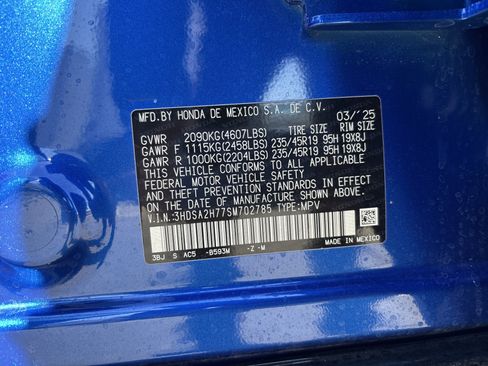 MFD.BY HONDA DE MEXICO S.A. DE C.V.
03/'25
GVWR 2090KG(4607LBS) TIRE SIZE RIM SIZE
GAWR F 1115KG(2458LBS) 235/45R19 95H 19X8J
GAWR R 1000KG(2204LBS) 235/45R19 95H 19X8J
THIS VEHICLE CONFORMS TO ALL APPLICABLE
FEDERAL MOTOR VEHICLE SAFETY STANDARDS IN
EFFECT ON THE DATE OF MANUFACTURE SHOWN ABOVE.
V.I.N.:3HDSA2H77SM702785 TYPE:MPV
3BJ S AC5 -B593M -Z -M MADE IN MEXICO